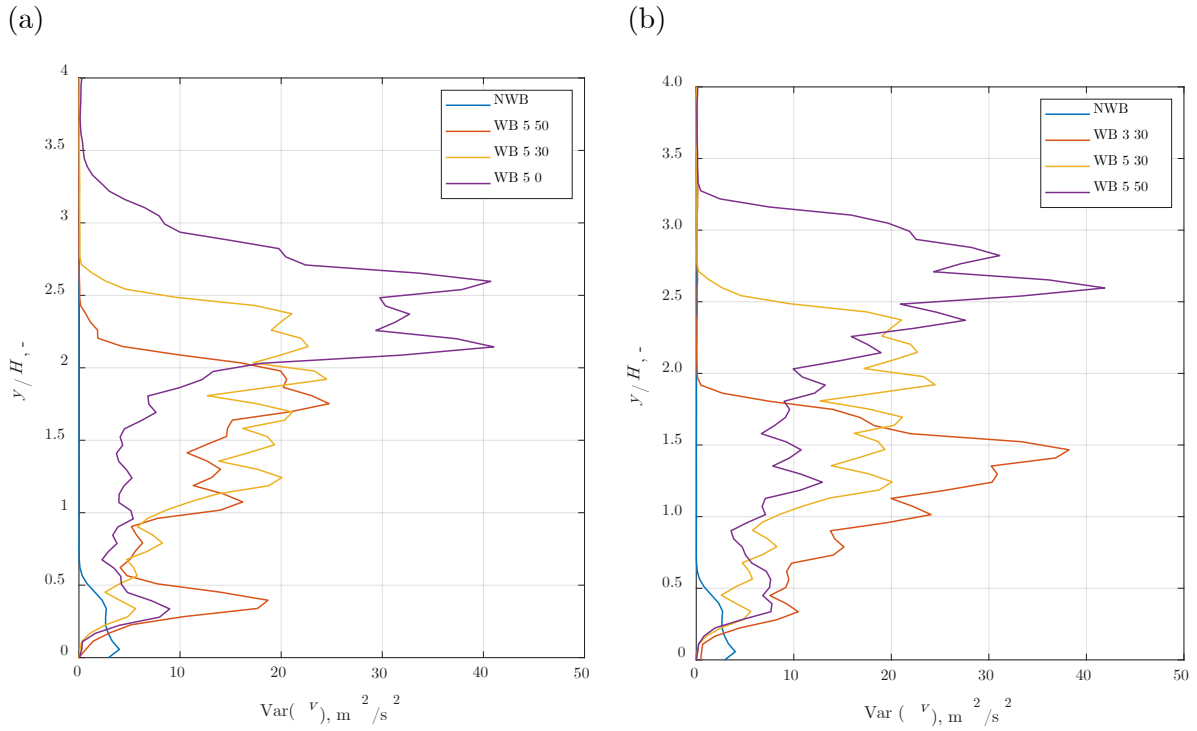 (a)
(b)
4
3.5
3
2.5
2
1.5
1
0.5
0
y / H , -
0 10 20 30 40 50
Var( v), m 2 /s 2
NWB
WB 5 50
WB 5 30
WB 5 0
4.0
3.5
3.0
2.5
2.0
1.5
1.0
0.5
0
y / H , -
0 10 20 30 40 50
Var ( v), m 2 /s 2
NWB
WB 3 30
WB 5 30
WB 5 50